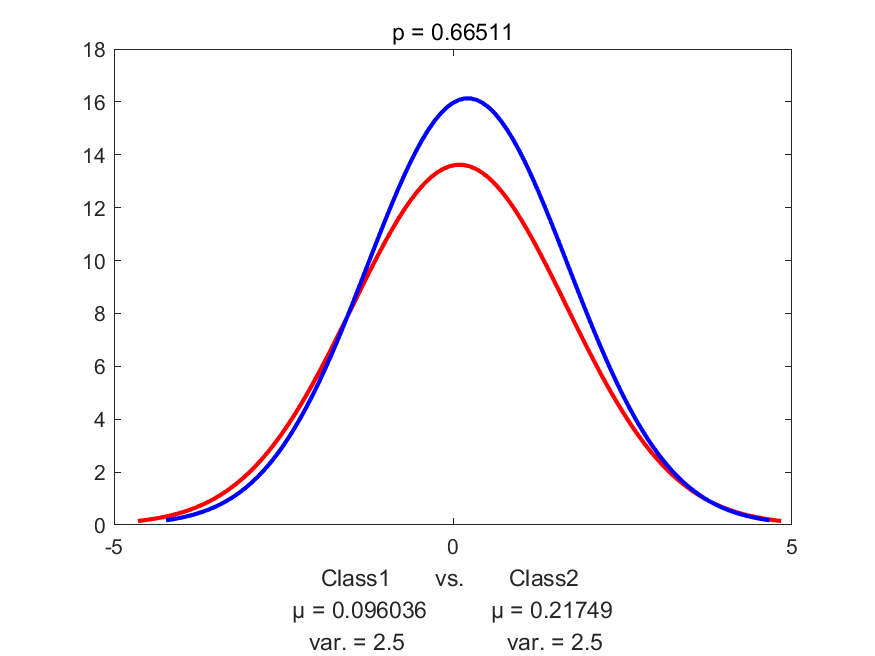 p = 0.66511
18
16
14
12
10
8
6
4
2
0
-5 0 5
Class1 vs. Class2
μ = 0.096036 μ = 0.21749
var. = 2.5 var. = 2.5